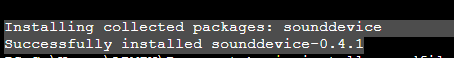 Installing collected packages: sounddevice
Successfully installed sounddevice-0.4.1